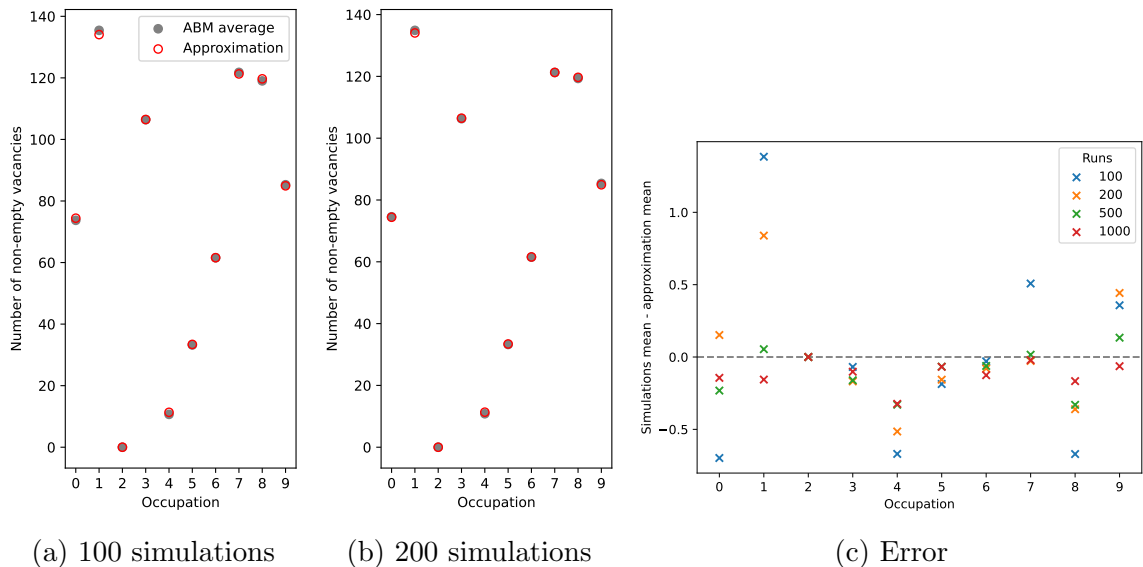 140
120
100
80
60
40
20
0
Number of non-empty vacancies
ABM average
Approximation
0 1 2 3 4 5 6 7 8 9
Occupation
(a) 100 simulations
140
120
100
80
60
40
20
0
Number of non-empty vacancies
0 1 2 3 4 5 6 7 8 9
Occupation
(b) 200 simulations
1.0
0.5
0.0
−0.5
Simulations mean - approximation mean
Runs
100
200
500
1000
0 1 2 3 4 5 6 7 8 9
Occupation
(c) Error